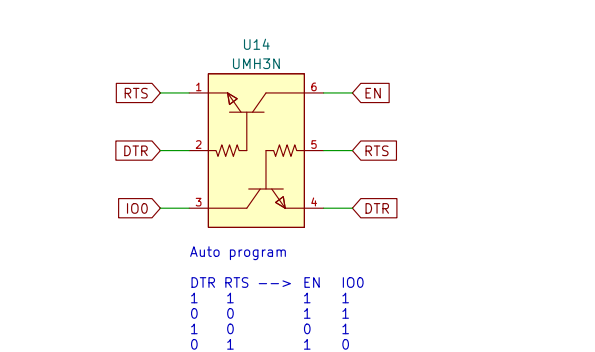 U14
UMH3N
RTS 1 6 EN
DTR 2 5 RTS
IO0 3 4 DTR
Auto program
DTR RTS --> EN IO0
1 1 1 1
0 0 1 1
1 0 0 1
0 1 1 0